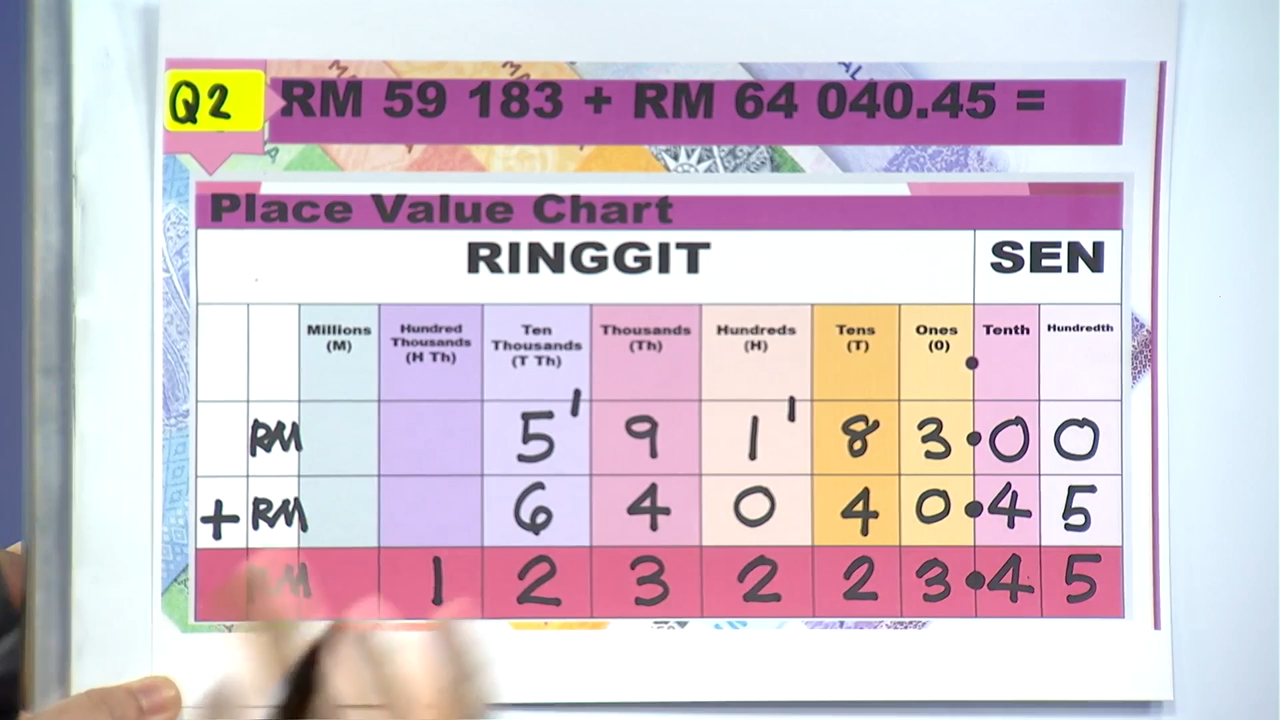 Q2 RM 59 183 + RM 64 040.45 =
Place Value Chart
RINGGIT SEN
Millions (M) Hundred Thousands (H Th) Ten Thousands (T Th) Thousands (Th) Hundreds (H) Tens (T) Ones (0) • Tenth Hundredth
1 1
RM 5 9 1 8 3 • 0 0
+ RM 6 4 0 4 0 • 4 5
RM 1 2 3 2 2 3 • 4 5